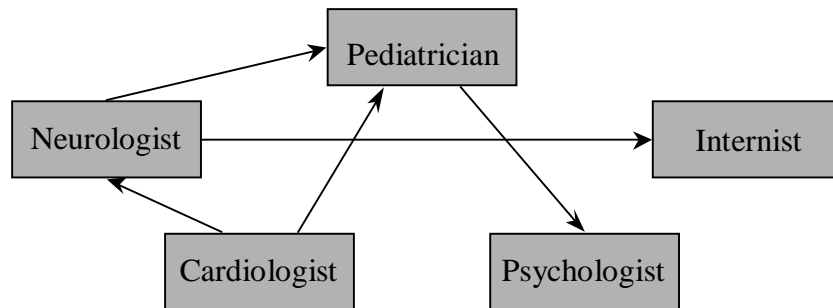 Pediatrician
Neurologist
Internist
Cardiologist
Psychologist